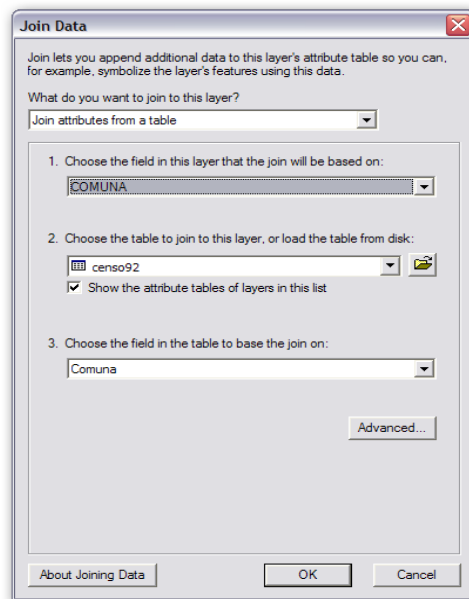 Join Data
Join lets you append additional data to this layer's attribute table so you can,
for example, symbolize the layer's features using this data.
What do you want to join to this layer?
Join attributes from a table
1. Choose the field in this layer that the join will be based on:
COMUNA
2. Choose the table to join to this layer, or load the table from disk:
censo92
Show the attribute tables of layers in this list
3. Choose the field in the table to base the join on:
Comuna
Advanced...
About Joining Data
OK
Cancel